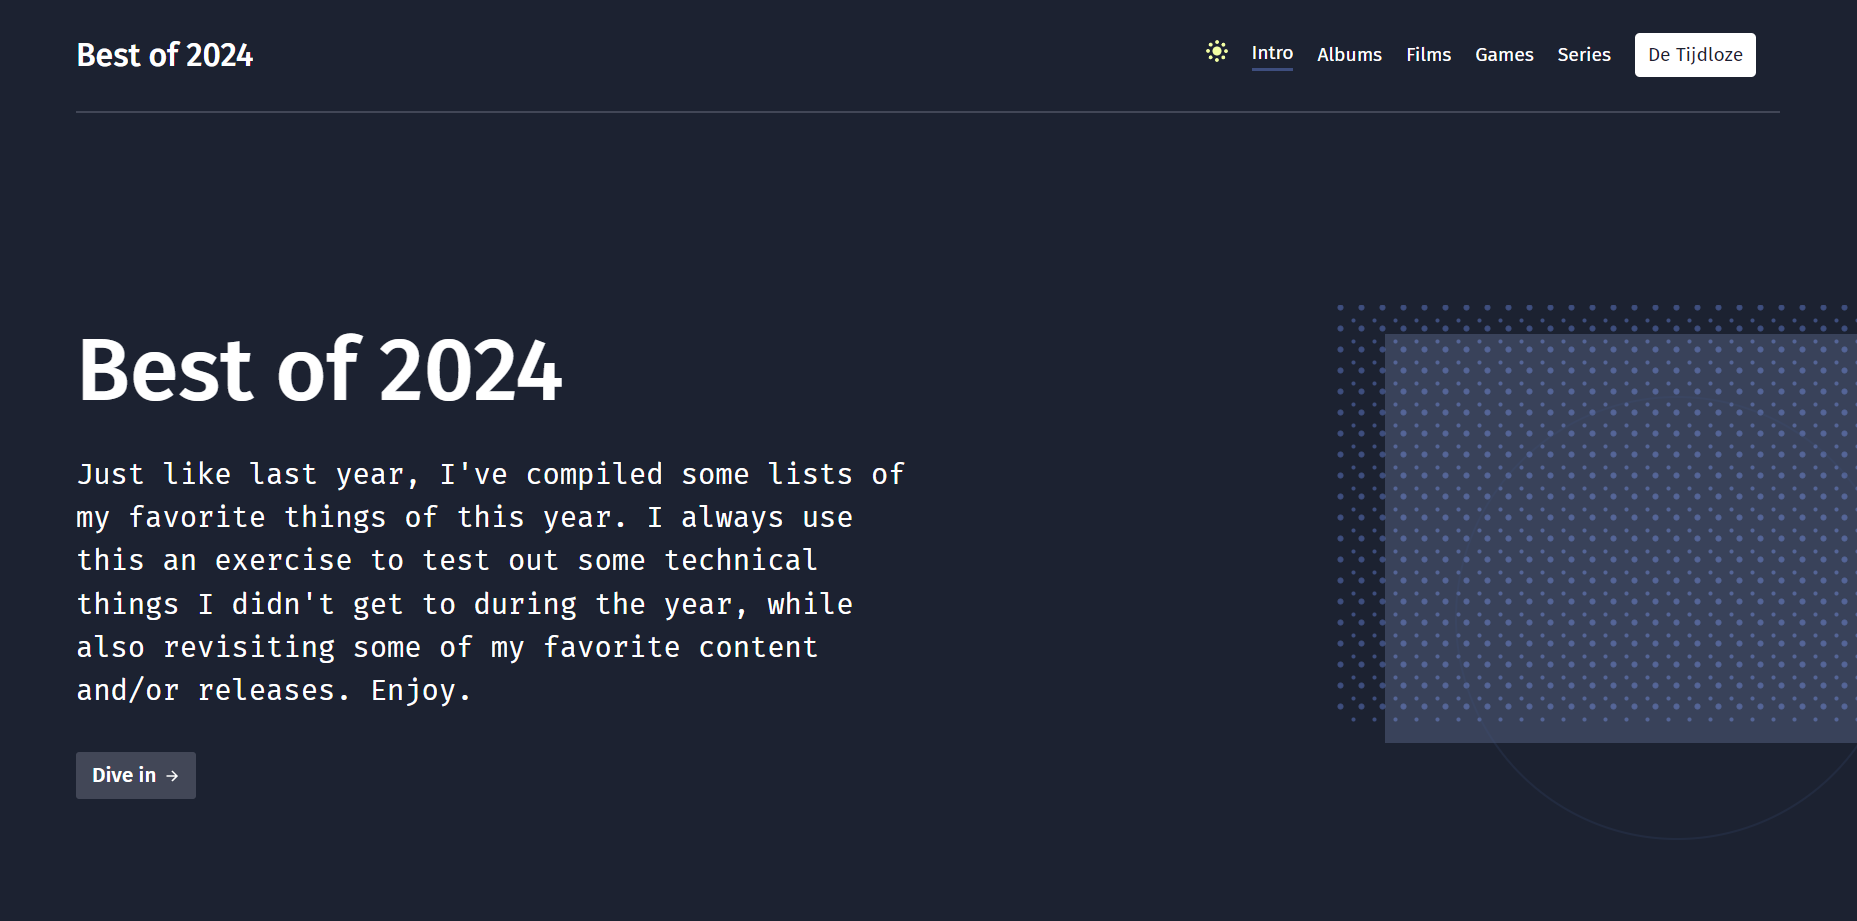 Best of 2024
Intro
Albums
Films
Games
Series
De Tijdloze
Best of 2024
Just like last year, I've compiled some lists of
my favorite things of this year. I always use
this an exercise to test out some technical
things I didn't get to during the year, while
also revisiting some of my favorite content
and/or releases. Enjoy.
Dive in →